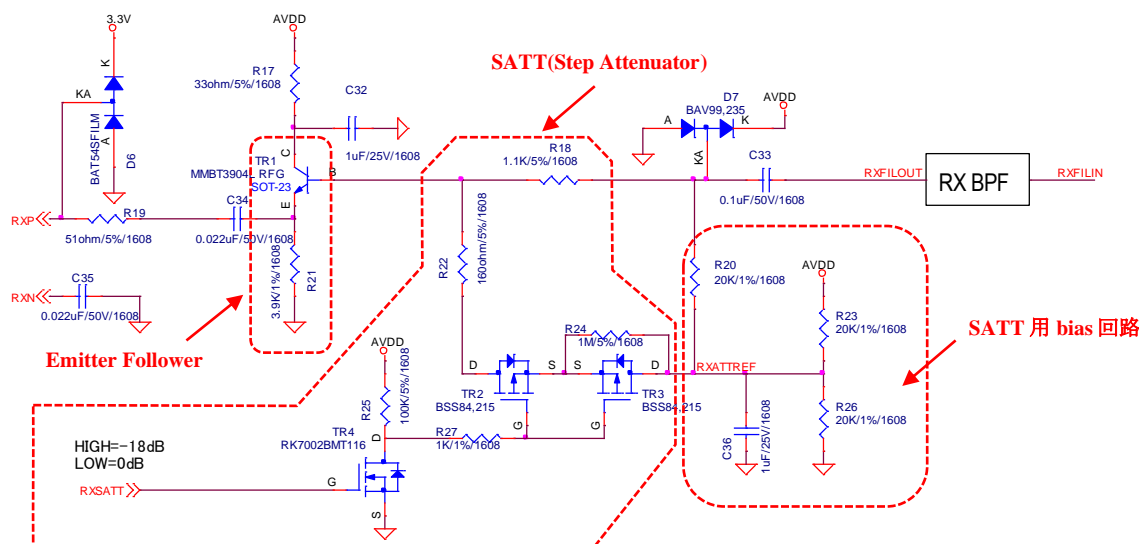 3.3V
K
KA
A
BAT54SFILM
D6
AVDD
R17
33ohm/5%/1608
C32
1uF/25V/1608
SATT(Step Attenuator)
D7
BAV99,235
AVDD
A
K
KA
R18
1.1K/5%/1608
C33
0.1uF/50V/1608
RXFILOUT
RX BPF
RXFILIN
C
TR1
MMBT3904L RFG
SOT-23
B
E
RXP
R19
51ohm/5%/1608
C34
0.022uF/50V/1608
3.9K/1%/1608
R21
R22
160ohm/5%/1608
R20
20K/1%/1608
AVDD
R23
20K/1%/1608
RXN
C35
0.022uF/50V/1608
Emitter Follower
SATT 用 bias 回路
R24
1M/5%/1608
D
S
S
D
RXATTREF
TR2
BSS84,215
TR3
BSS84,215
G
G
AVDD
R25
100K/5%/1608
R26
20K/1%/1608
C36
1uF/25V/1608
TR4
RK7002BMT116
D
R27
1K/1%/1608
HIGH=-18dB
LOW=0dB
RXSATT
G
S